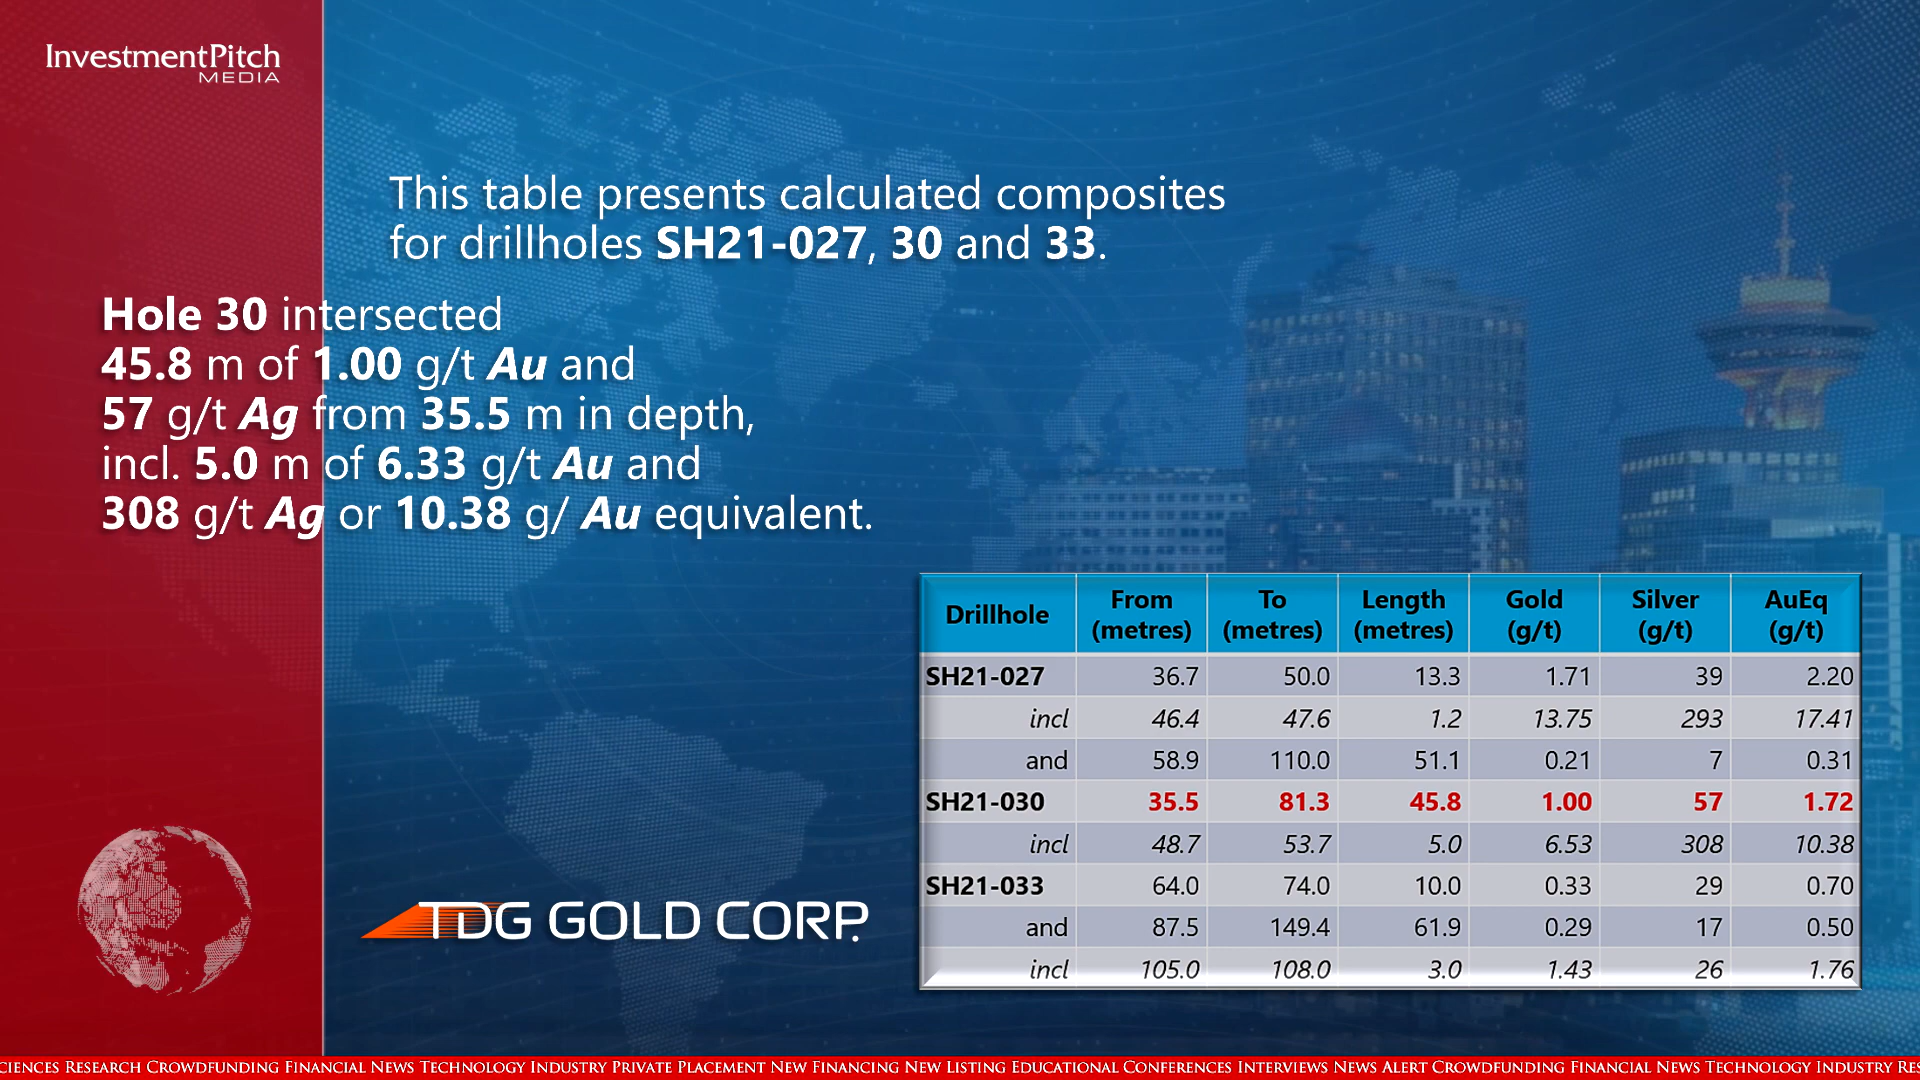 InvestmentPitch
MEDIA
This table presents calculated composites
for drillholes SH21-027, 30 and 33.
Hole 30 intersected
45.8 m of 1.00 g/t Au and
57 g/t Ag from 35.5 m in depth,
incl. 5.0 m of 6.33 g/t Au and
308 g/t Ag or 10.38 g/ Au equivalent.
Drillhole From (metres) To (metres) Length (metres) Gold (g/t) Silver (g/t) AuEq (g/t)
SH21-027 36.7 50.0 13.3 1.71 39 2.20
incl 46.4 47.6 1.2 13.75 293 17.41
and 58.9 110.0 51.1 0.21 7 0.31
SH21-030 35.5 81.3 45.8 1.00 57 1.72
incl 48.7 53.7 5.0 6.53 308 10.38
SH21-033 64.0 74.0 10.0 0.33 29 0.70
and 87.5 149.4 61.9 0.29 17 0.50
incl 105.0 108.0 3.0 1.43 26 1.76
TDG GOLD CORP.
CIENCES RESEARCH CROWDFUNDING FINANCIAL NEWS TECHNOLOGY INDUSTRY PRIVATE PLACEMENT NEW FINANCING NEW LISTING EDUCATIONAL CONFERENCES INTERVIEWS NEWS ALERT CROWDFUNDING FINANCIAL NEWS TECHNOLOGY INDUSTRY RES